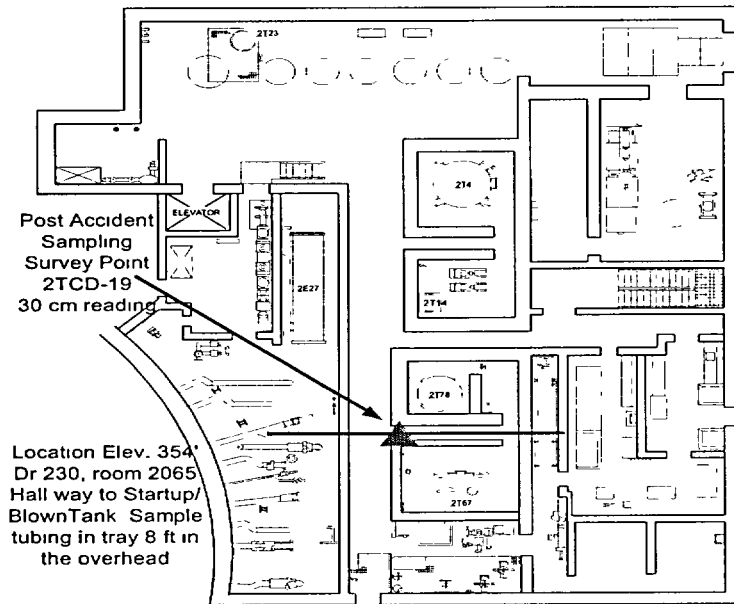 2T23
ELEVATOR
2T4
Post Accident
Sampling
Survey Point
2TCD-19
30 cm reading
2E27
2T14
2T78
Location Elev. 354'
Dr 230, room 2065
Hall way to Startup/
BlownTank Sample
tubing in tray 8 ft in
the overhead
2T67